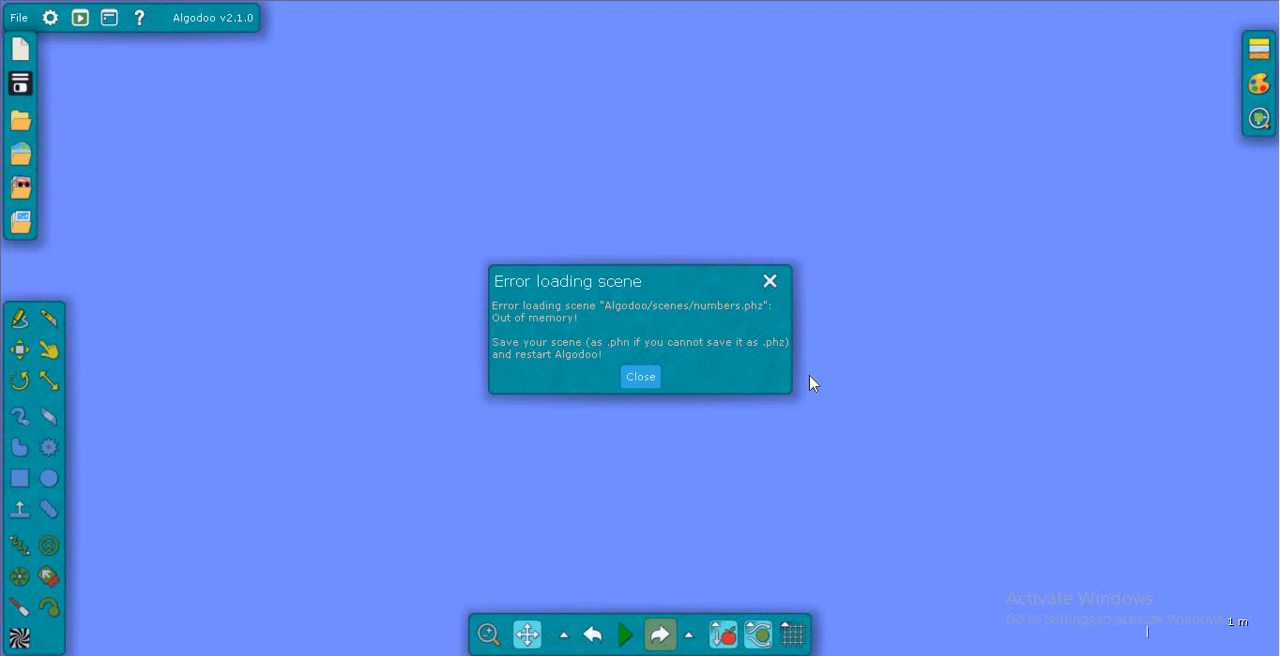 File
Algodoo v2.1.0
Error loading scene
Error loading scene "Algodoo/scenes/numbers.phz":
Out of memory!
Save your scene (as .phn if you cannot save it as .phz)
and restart Algodoo!
Close
Activate Windows
Go to Settings to activate Windows.
1 m